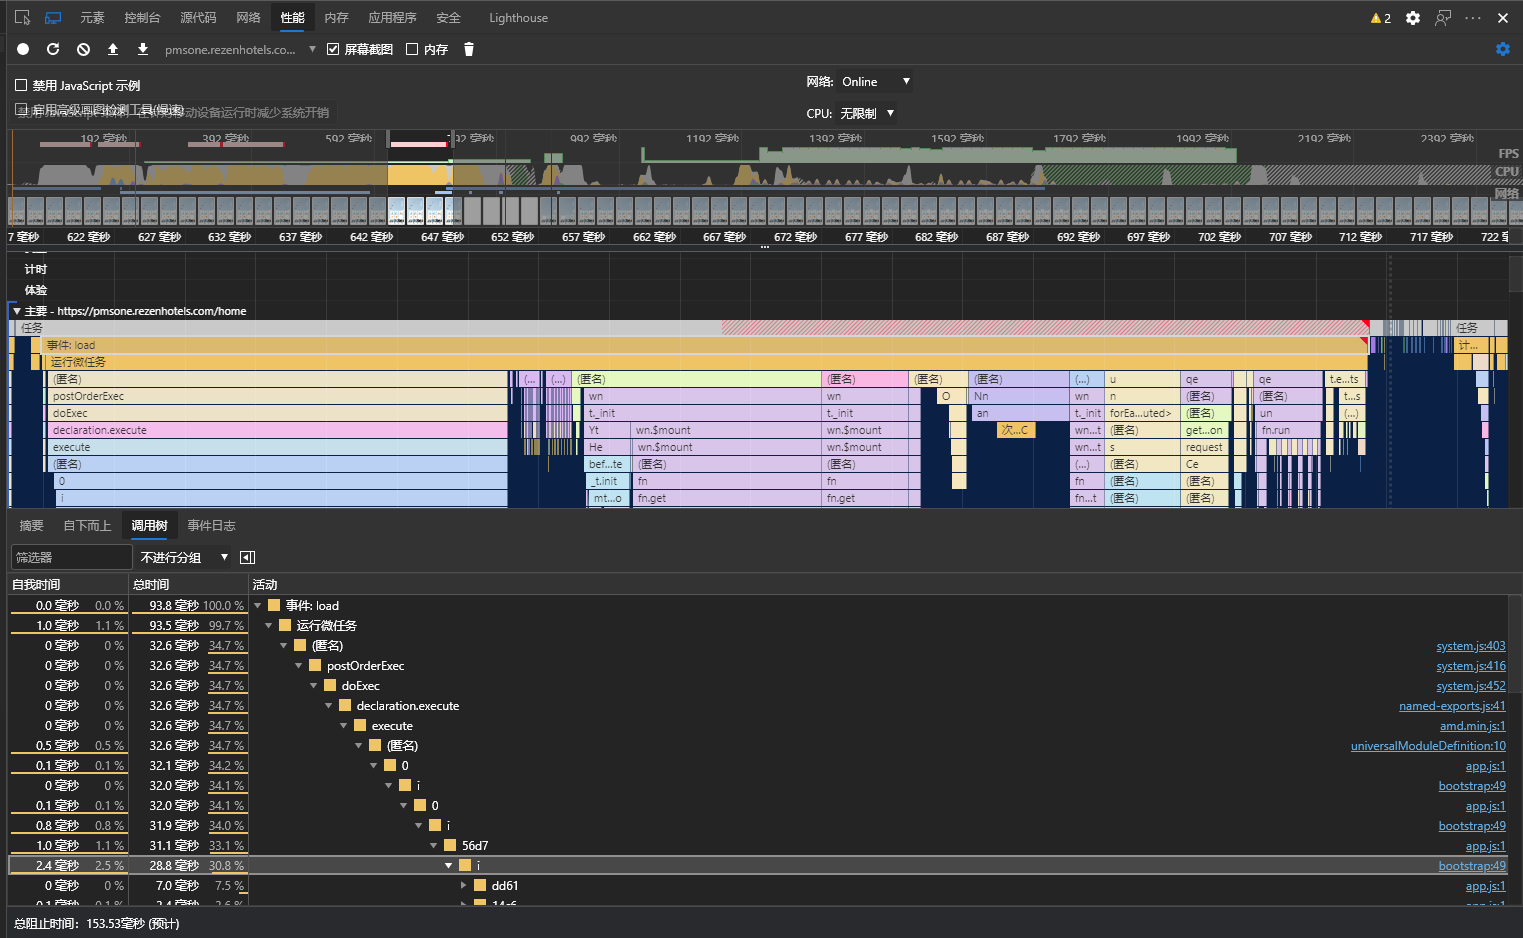 元素 控制台 源代码 网络 性能 内存 应用程序 安全 Lighthouse 2
pmsone.rezenhotels.co... 屏幕截图 内存
禁用 JavaScript 示例 网络: Online
启用高级画图检测工具(慢速)
CPU: 无限制
192 毫秒 392 毫秒 592 毫秒 792 毫秒 992 毫秒 1192 毫秒 1392 毫秒 1592 毫秒 1792 毫秒 1992 毫秒 2192 毫秒 2392 毫秒
FPS
CPU
网络
7 毫秒 622 毫秒 627 毫秒 632 毫秒 637 毫秒 642 毫秒 647 毫秒 652 毫秒 657 毫秒 662 毫秒 667 毫秒 672 毫秒 677 毫秒 682 毫秒 687 毫秒 692 毫秒 697 毫秒 702 毫秒 707 毫秒 712 毫秒 717 毫秒 722
...
计时
体验
主要 - https://pmsone.rezenhotels.com/home
任务 任务
事件: load 计...
运行微任务
(匿名) (... (...) (匿名) (匿名) (匿名) (匿名) (...) u qe qe t.e...ts
postOrderExec wn wn O Nn wn n (匿名) (匿名) t...s
doExec t._init t._init an t._init forEa...uted> (匿名) un (...)
declaration.execute Yt wn.$mount wn.$mount 次...C wn...t (匿名) get...on fn.run
execute He wn.$mount wn.$mount wn...t s request
(匿名) bef...te (匿名) (匿名) (...) (匿名) Ce
0 _t.init fn fn fn (匿名) (匿名)
i mt...o fn.get fn.get fn...t (匿名) (匿名)
摘要 自下而上 调用树 事件日志
筛选器 不进行分组
自我时间 总时间 活动
0.0 毫秒 0.0 % 93.8 毫秒 100.0 % 事件: load
1.0 毫秒 1.1 % 93.5 毫秒 99.7 % 运行微任务
0 毫秒 0 % 32.6 毫秒 34.7 % (匿名) system.js:403
0 毫秒 0 % 32.6 毫秒 34.7 % postOrderExec system.js:416
0 毫秒 0 % 32.6 毫秒 34.7 % doExec system.js:452
0 毫秒 0 % 32.6 毫秒 34.7 % declaration.execute named-exports.js:41
0 毫秒 0 % 32.6 毫秒 34.7 % execute amd.min.js:1
0.5 毫秒 0.5 % 32.6 毫秒 34.7 % (匿名) universalModuleDefinition:10
0.1 毫秒 0.1 % 32.1 毫秒 34.2 % 0 app.js:1
0 毫秒 0 % 32.0 毫秒 34.1 % i bootstrap:49
0.1 毫秒 0.1 % 32.0 毫秒 34.1 % 0 app.js:1
0.8 毫秒 0.8 % 31.9 毫秒 34.0 % i bootstrap:49
1.0 毫秒 1.1 % 31.1 毫秒 33.1 % 56d7 app.js:1
2.4 毫秒 2.5 % 28.8 毫秒 30.8 % i bootstrap:49
0 毫秒 0 % 7.0 毫秒 7.5 % dd61 app.js:1
总阻止时间: 153.53毫秒 (预计)